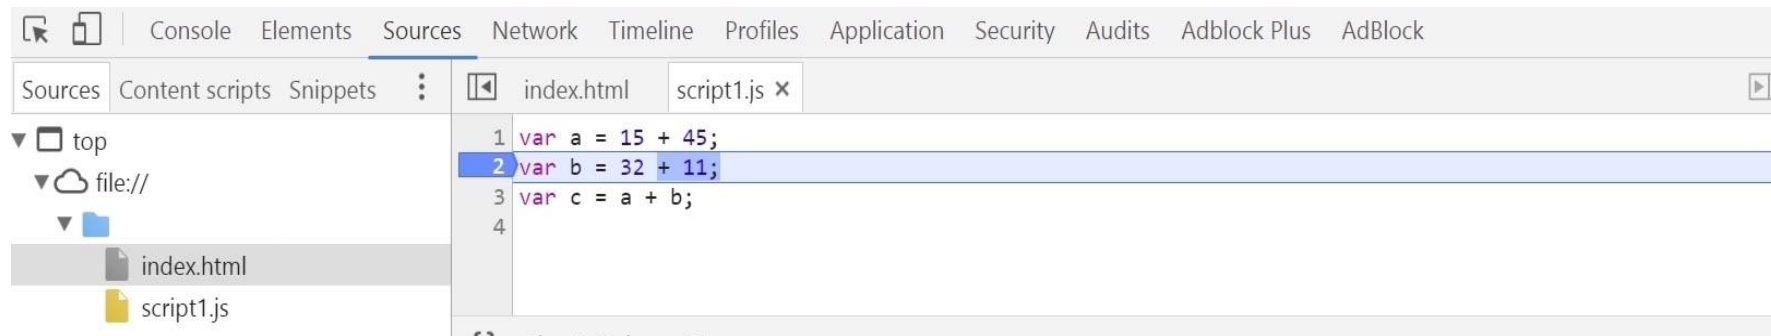 Console Elements Sources Network Timeline Profiles Application Security Audits Adblock Plus AdBlock
Sources Content scripts Snippets
index.html script1.js ×
top
file://
index.html
script1.js
1 var a = 15 + 45;
2 var b = 32 + 11;
3 var c = a + b;
4